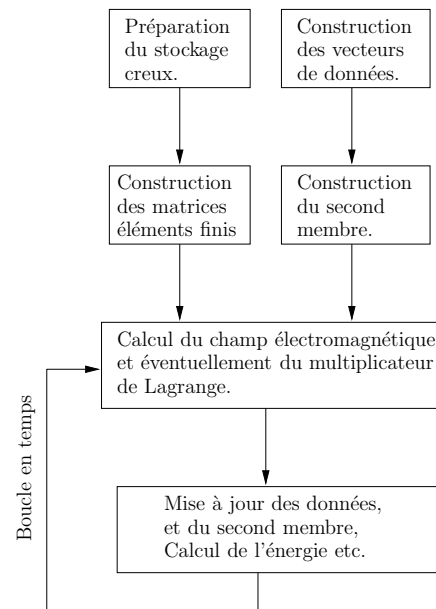 Préparation
du stockage
creux.
Construction
des vecteurs
de données.
Construction
des matrices
éléments finis
Construction
du second
membre.
Calcul du champ électromagnétique
et éventuellement du multiplicateur
de Lagrange.
Boucle en temps
Mise à jour des données,
et du second membre,
Calcul de l'énergie etc.